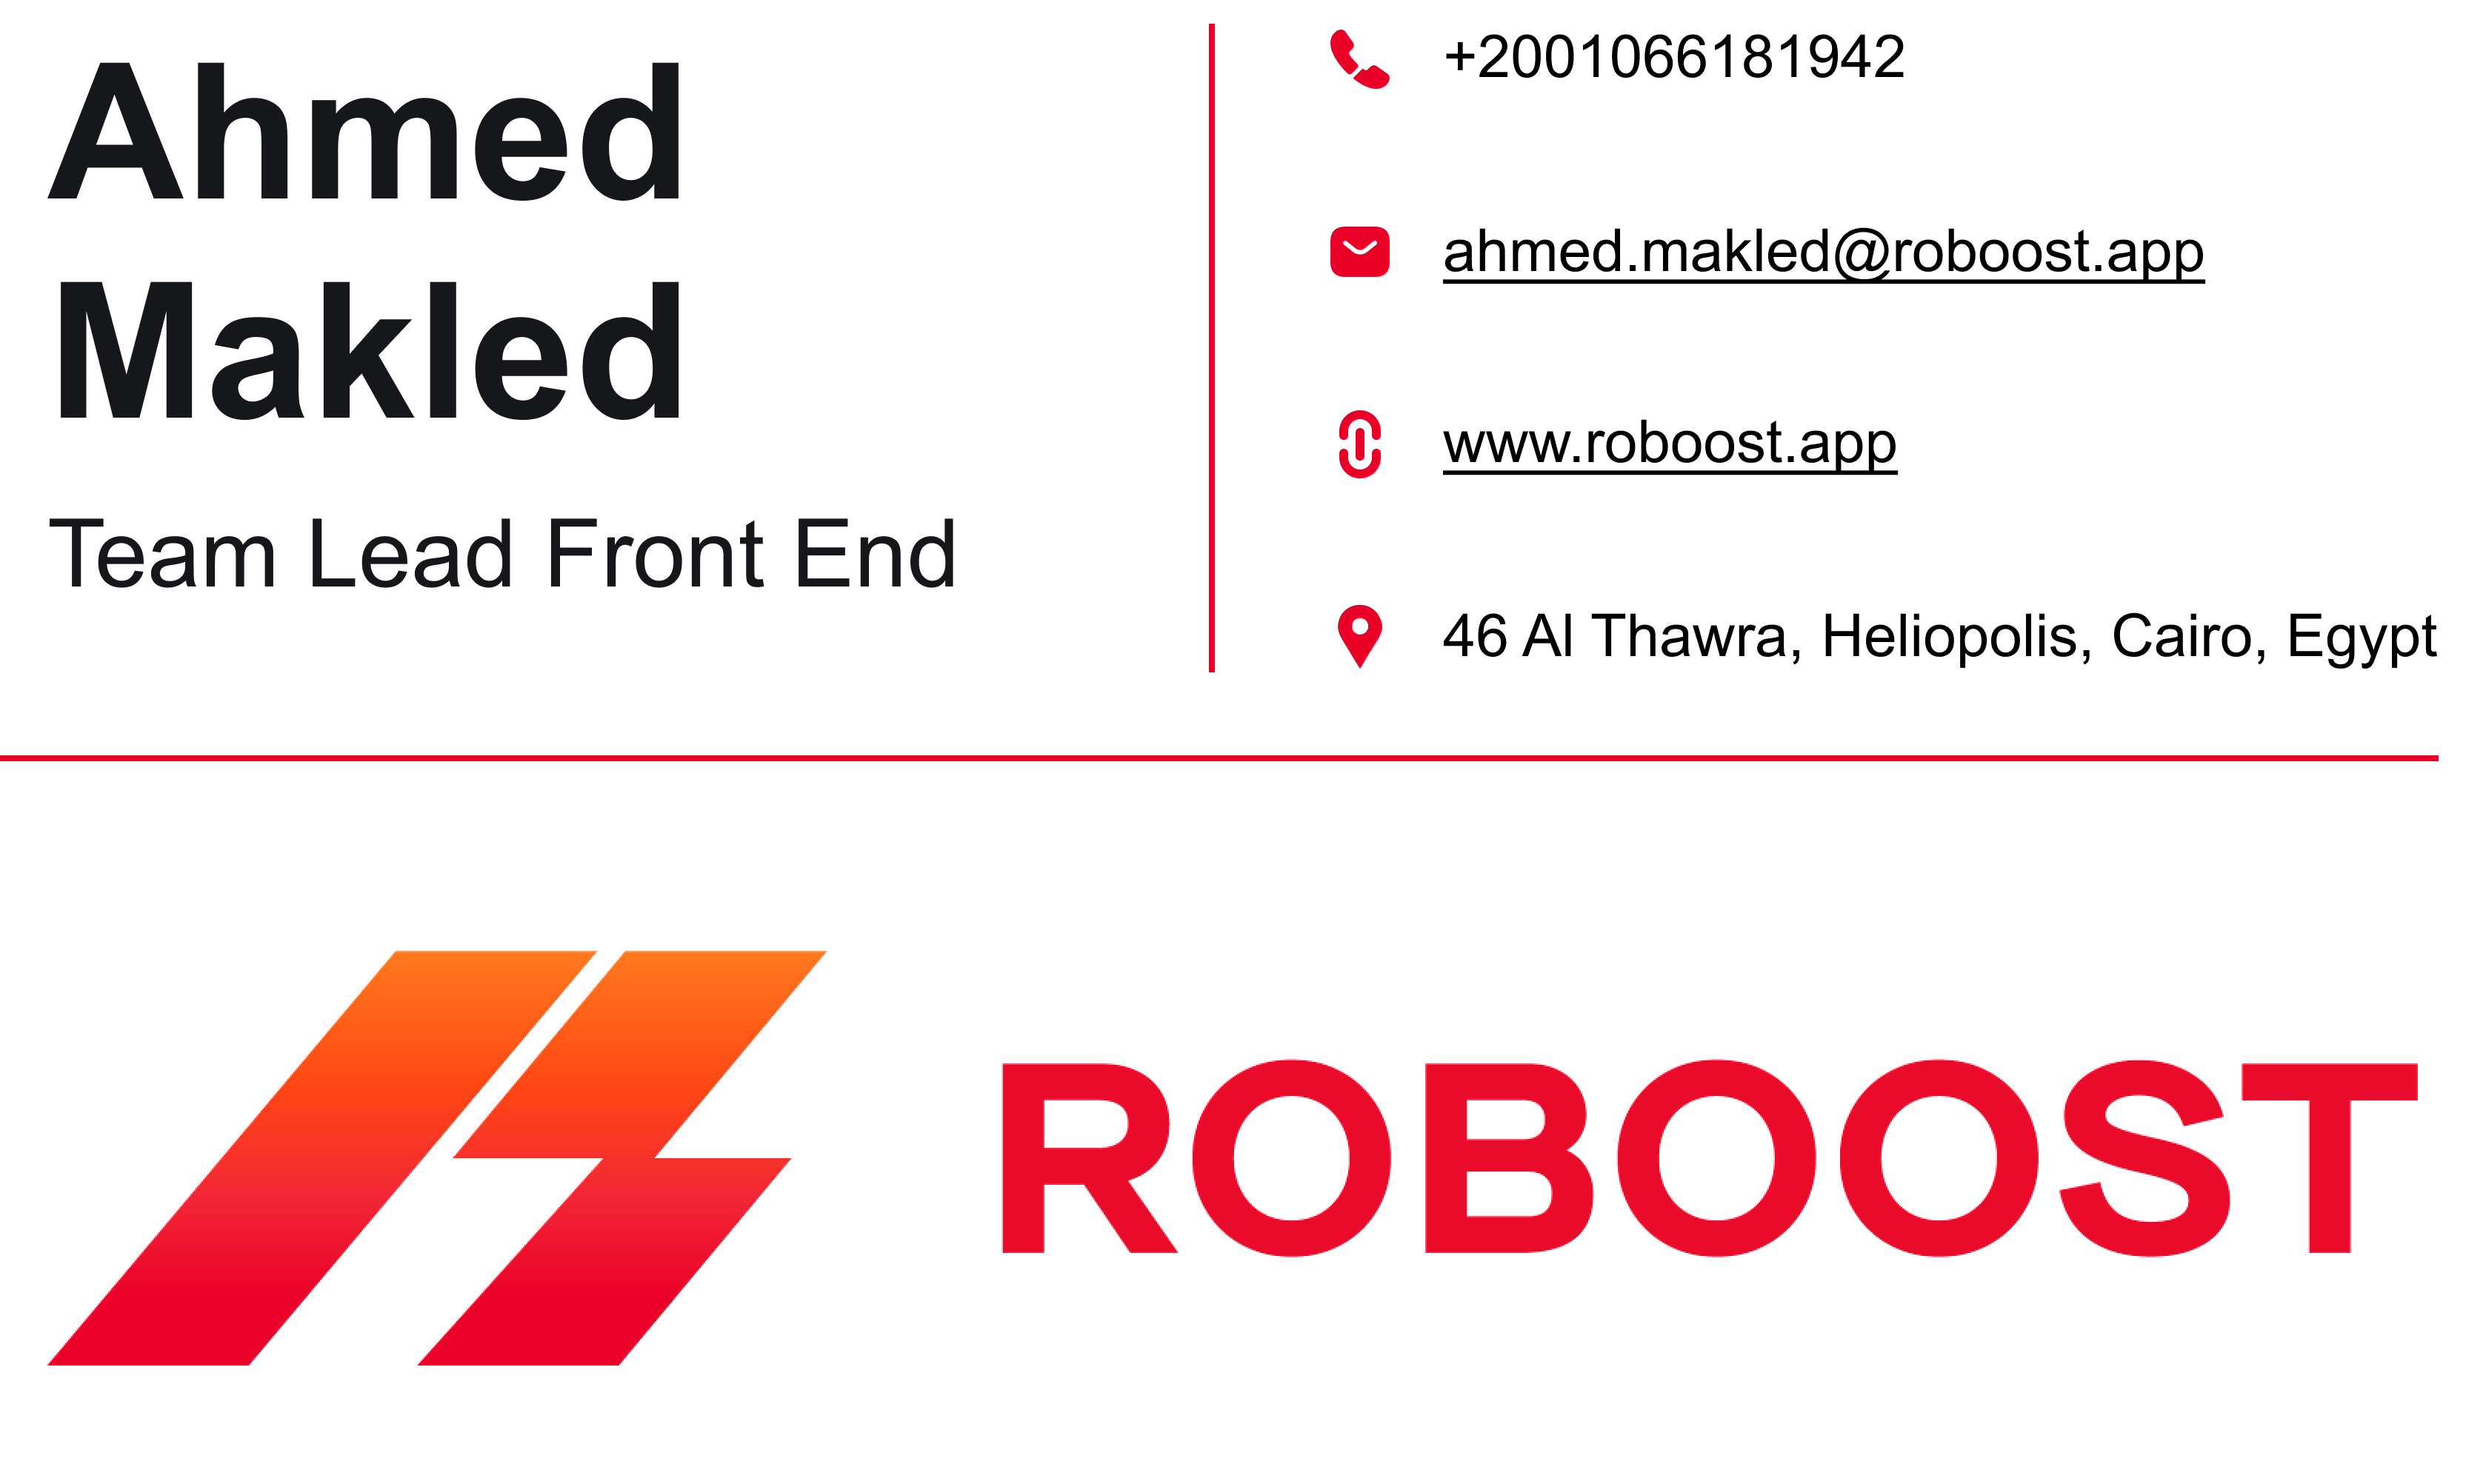 Ahmed
Makled
Team Lead Front End
+2001066181942
ahmed.makled@roboost.app
www.roboost.app
46 Al Thawra, Heliopolis, Cairo, Egypt
ROBOOST